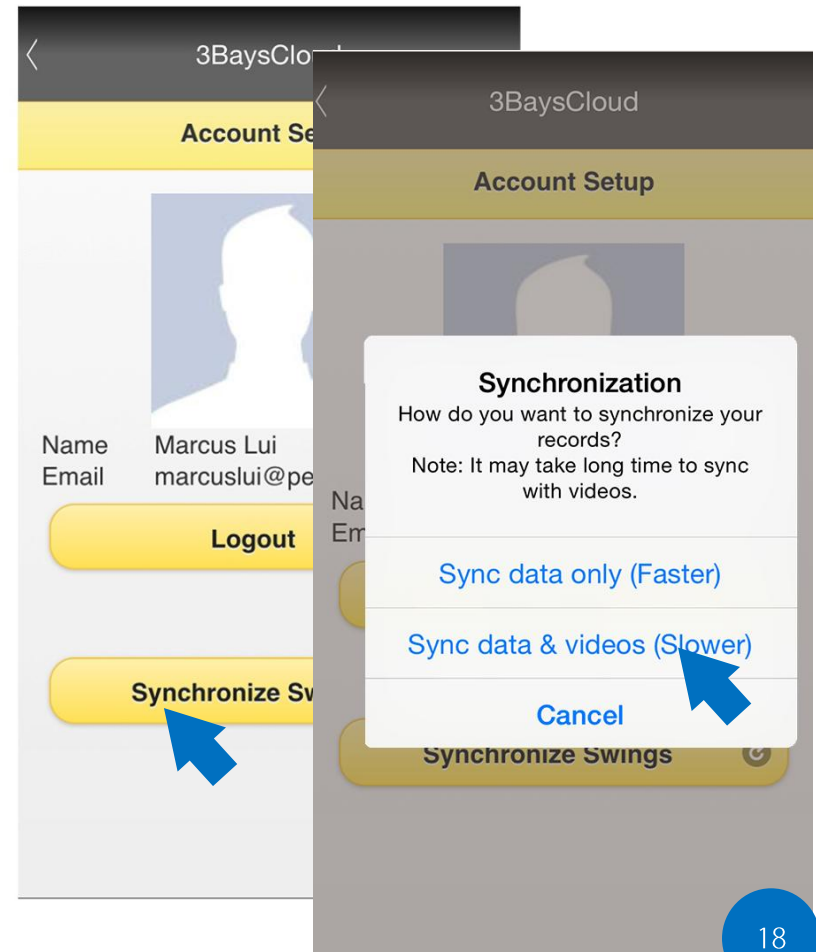 3BaysClo
Account Se
Name Marcus Lui
Email marcuslui@pe
Logout
Synchronize Sw
3BaysCloud
Account Setup
Na
Em
Synchronization
How do you want to synchronize your
records?
Note: It may take long time to sync
with videos.
Sync data only (Faster)
Sync data & videos (Slower)
Cancel
Synchronize Swings
18